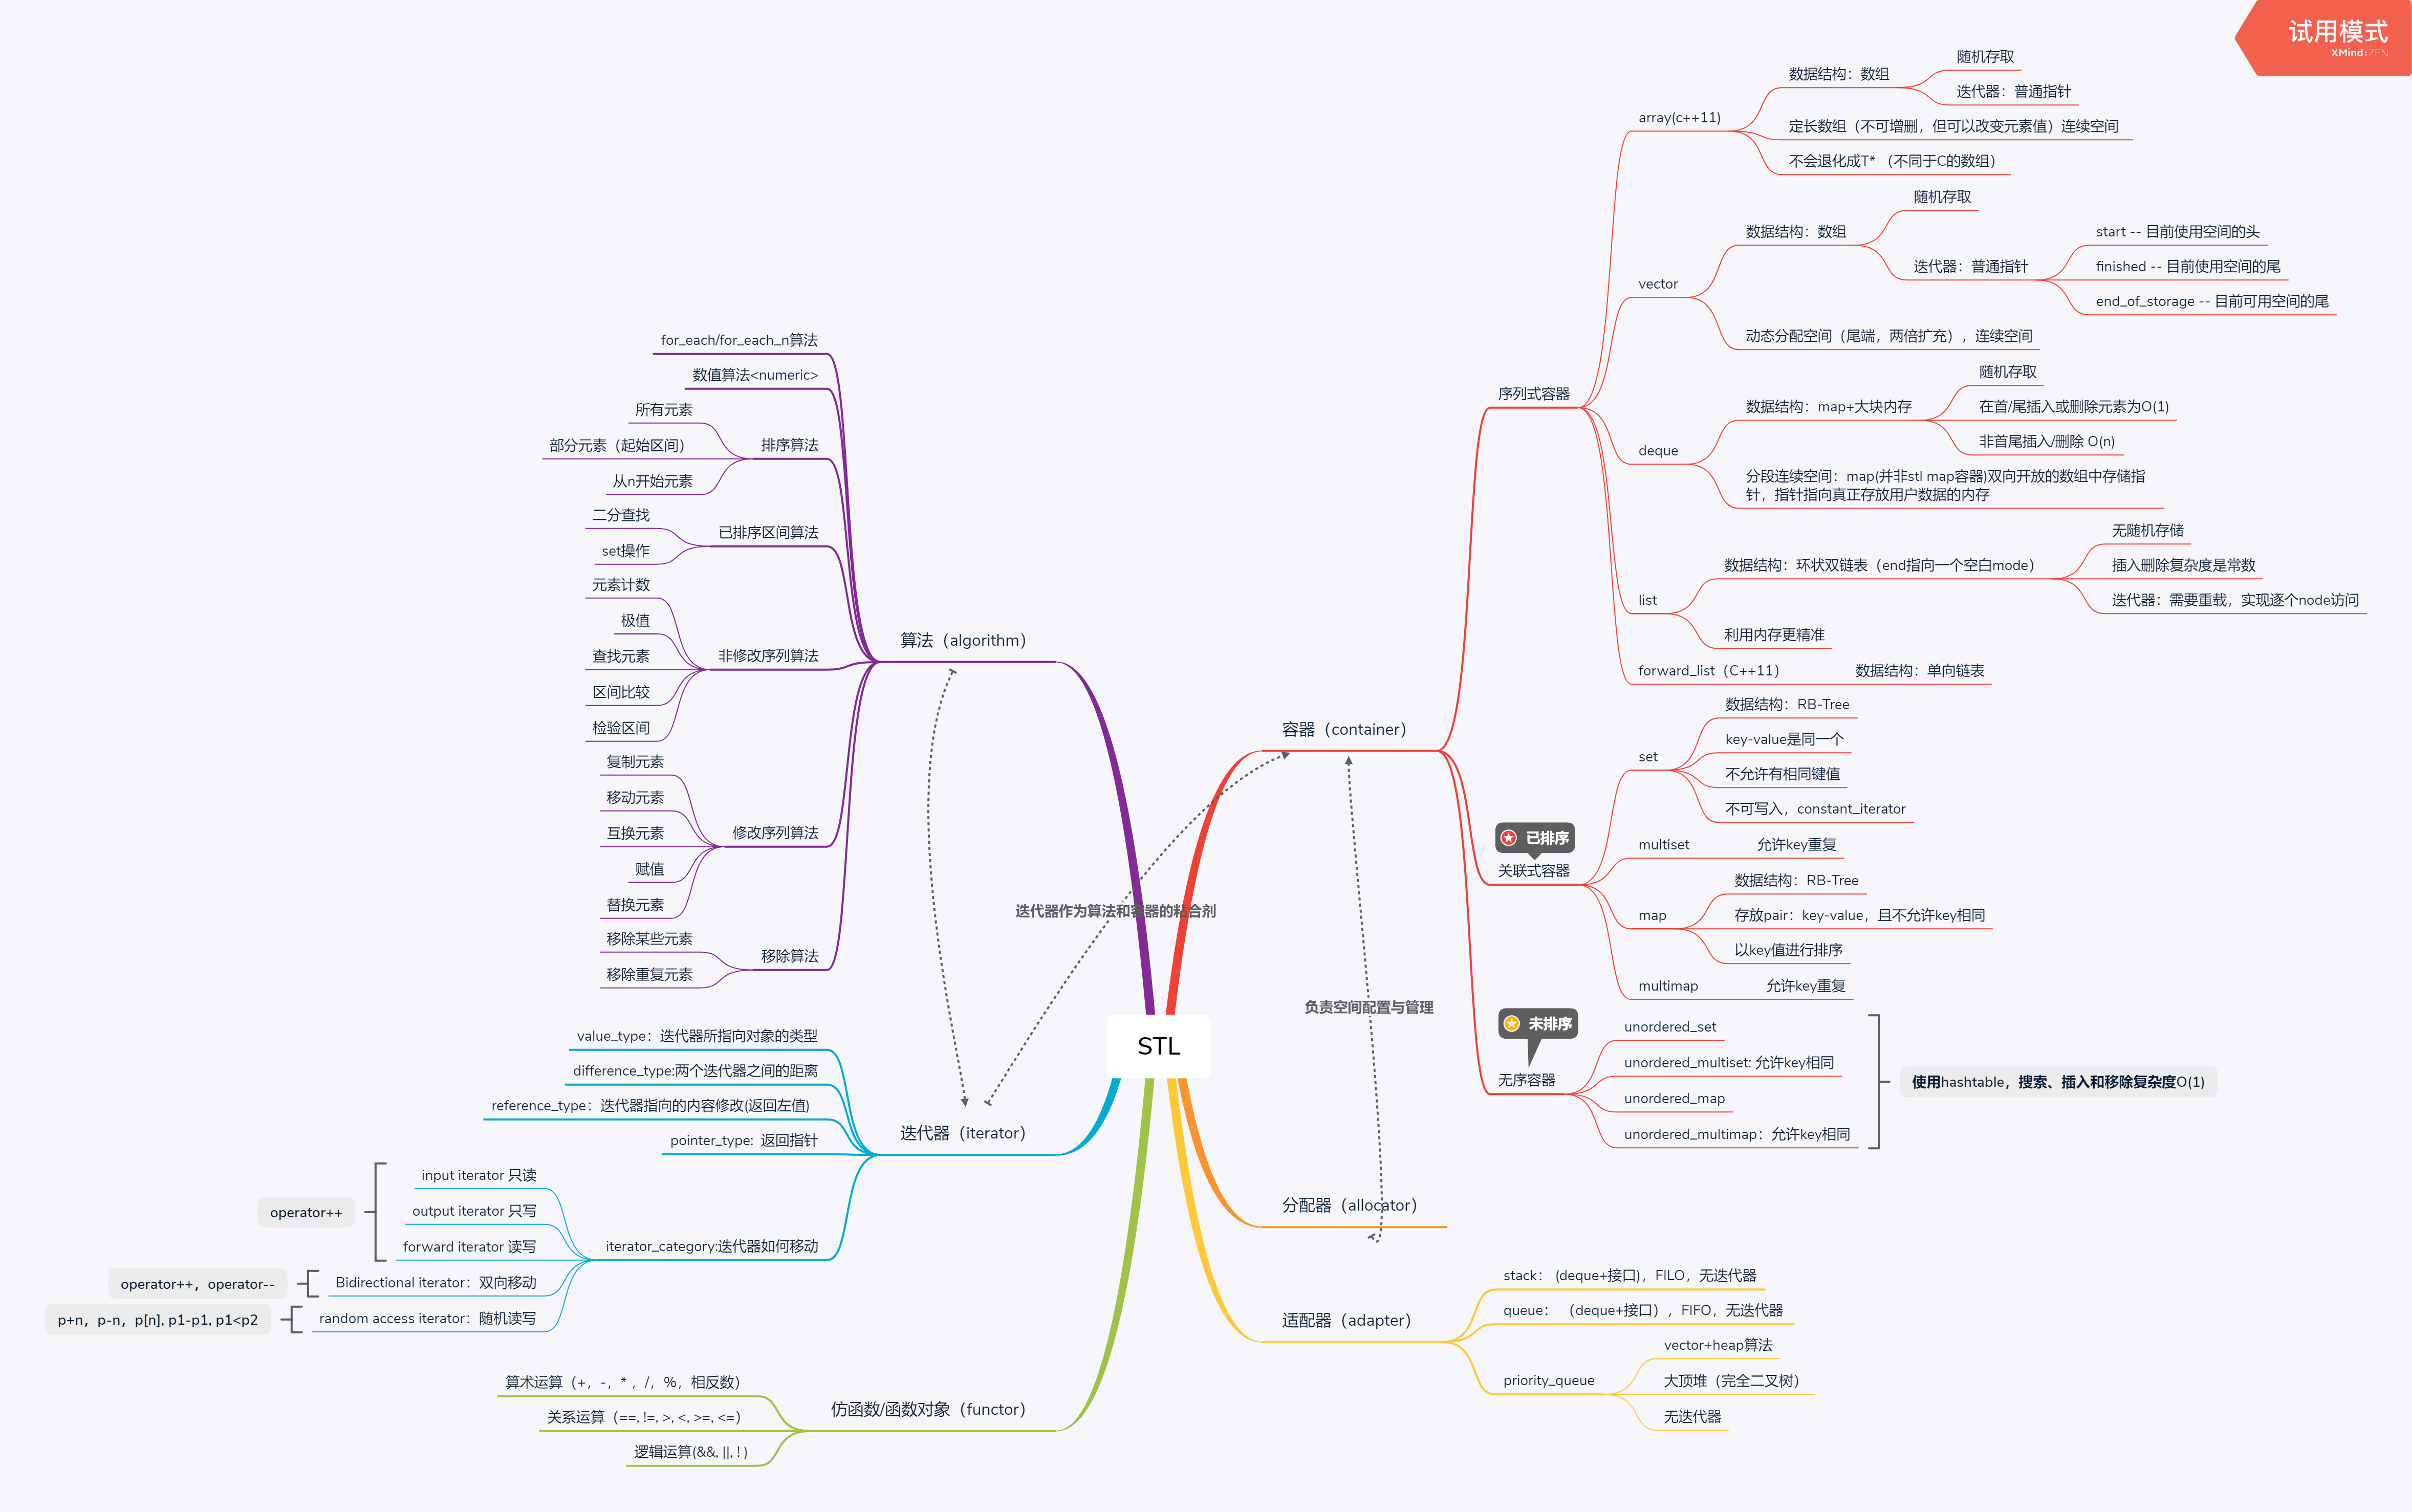 试用模式
XMind:ZEN
STL
容器（container）
序列式容器
array(c++11)
数据结构：数组
随机存取
迭代器：普通指针
定长数组（不可增删，但可以改变元素值）连续空间
不会退化成T* （不同于C的数组）
vector
数据结构：数组
随机存取
迭代器：普通指针
start -- 目前使用空间的头
finished -- 目前使用空间的尾
end_of_storage -- 目前可用空间的尾
动态分配空间（尾端，两倍扩充），连续空间
deque
数据结构：map+大块内存
随机存取
在首/尾插入或删除元素为O(1)
非首尾插入/删除 O(n)
分段连续空间：map(并非stl map容器)双向开放的数组中存储指
针，指针指向真正存放用户数据的内存
list
数据结构：环状双链表（end指向一个空白mode）
无随机存储
插入删除复杂度是常数
迭代器：需要重载，实现逐个node访问
利用内存更精准
forward_list（C++11）
数据结构：单向链表
已排序
关联式容器
set
数据结构：RB-Tree
key-value是同一个
不允许有相同键值
不可写入，constant_iterator
multiset
允许key重复
map
数据结构：RB-Tree
存放pair：key-value，且不允许key相同
以key值进行排序
multimap
允许key重复
未排序
无序容器
unordered_set
unordered_multiset: 允许key相同
unordered_map
unordered_multimap：允许key相同
使用hashtable，搜索、插入和移除复杂度O(1)
分配器（allocator）
负责空间配置与管理
适配器（adapter）
stack： (deque+接口)，FILO，无迭代器
queue： （deque+接口），FIFO，无迭代器
priority_queue
vector+heap算法
大顶堆（完全二叉树）
无迭代器
算法（algorithm）
for_each/for_each_n算法
数值算法<numeric>
排序算法
所有元素
部分元素（起始区间）
从n开始元素
已排序区间算法
二分查找
set操作
非修改序列算法
元素计数
极值
查找元素
区间比较
检验区间
修改序列算法
复制元素
移动元素
互换元素
赋值
替换元素
移除算法
移除某些元素
移除重复元素
迭代器作为算法和容器的粘合剂
迭代器（iterator）
value_type：迭代器所指向对象的类型
difference_type:两个迭代器之间的距离
reference_type：迭代器指向的内容修改(返回左值)
pointer_type: 返回指针
iterator_category:迭代器如何移动
input iterator 只读
output iterator 只写
forward iterator 读写
operator++
Bidirectional iterator：双向移动
operator++，operator--
random access iterator：随机读写
p+n，p-n，p[n], p1-p1, p1<p2
仿函数/函数对象（functor）
算术运算（+，-，*，/，%，相反数）
关系运算（==, !=, >, <, >=, <=）
逻辑运算(&&, ||, ! )